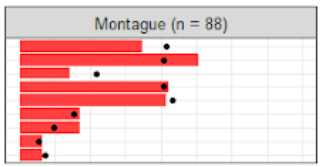 Montague (n = 88)